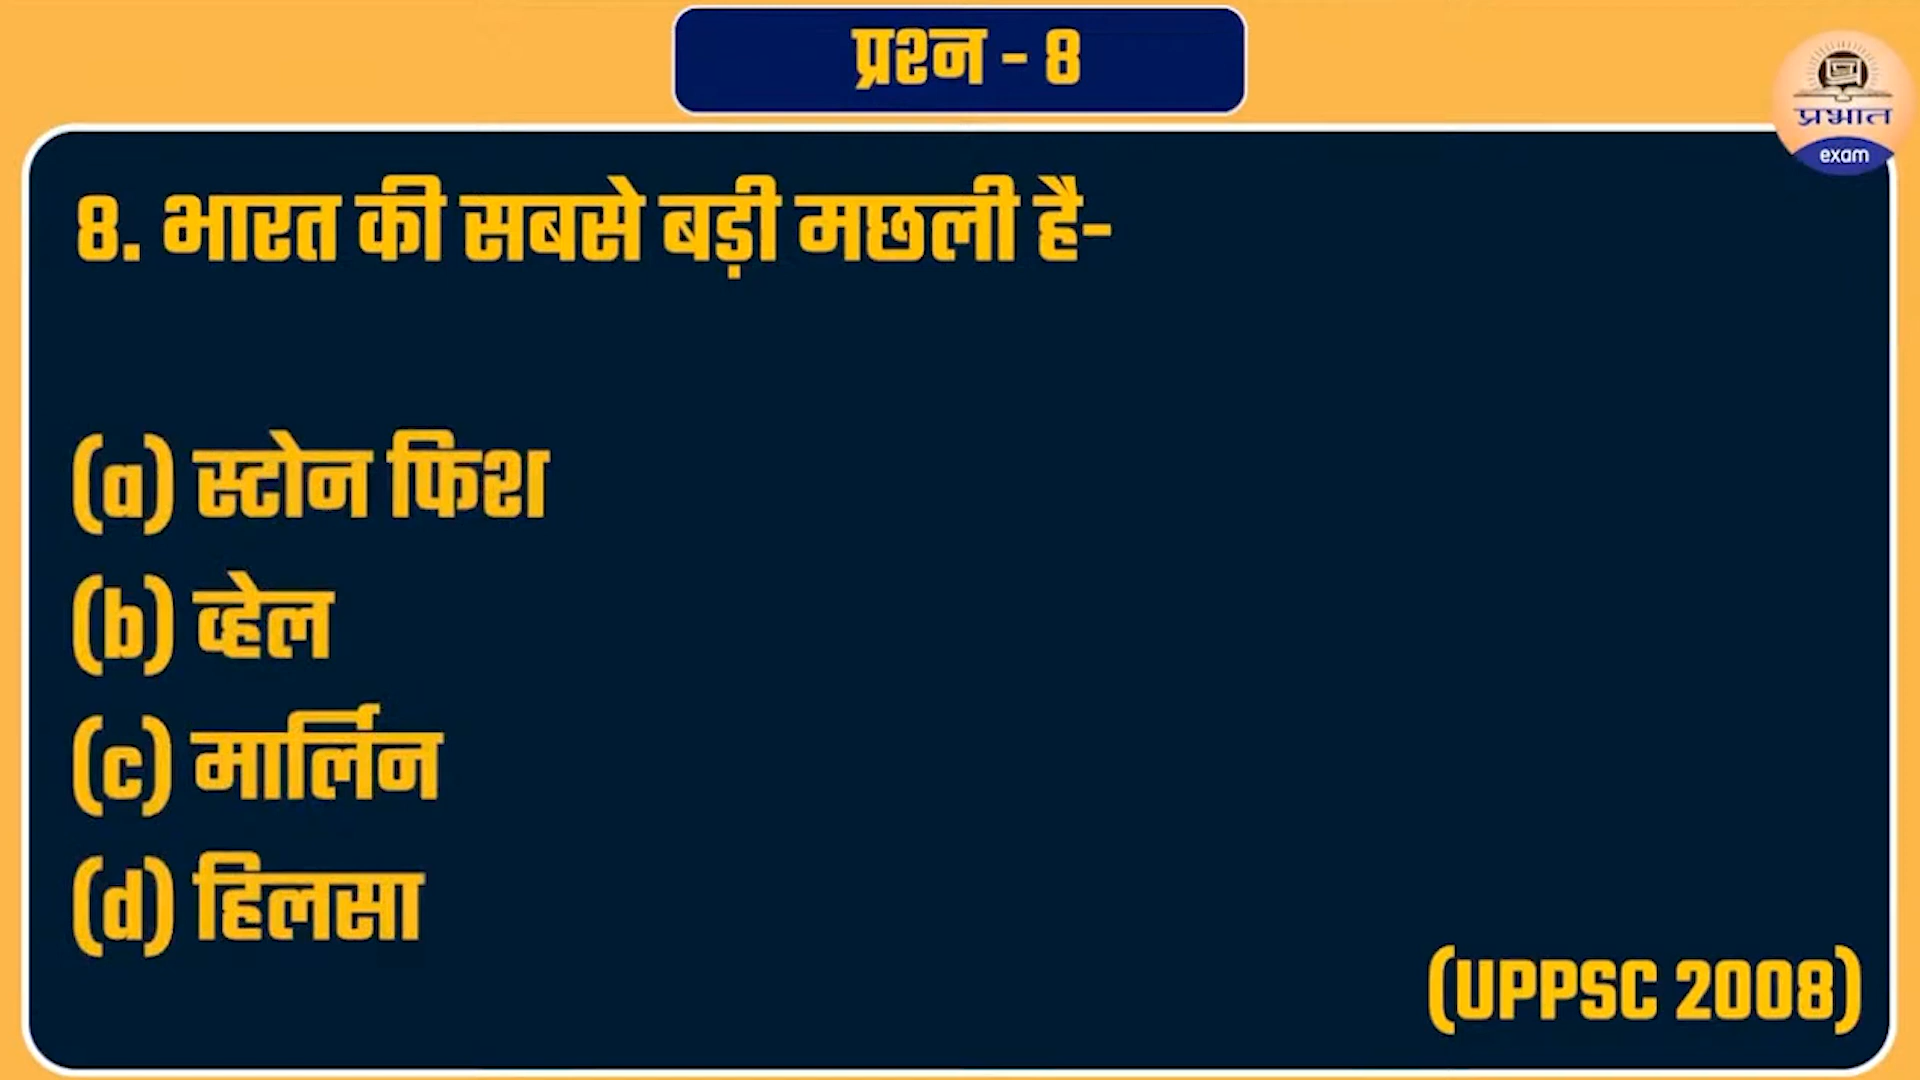 प्रश्न - 8
प्रभात
exam
8. भारत की सबसे बड़ी मछली है-
(a) स्टोन फिश
(b) व्हेल
(c) मार्लिन
(d) हिलसा
(UPPSC 2008)